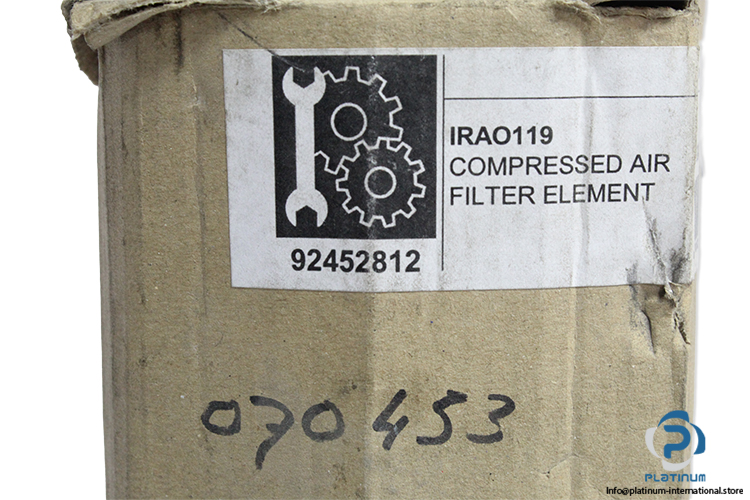 IRAO119
COMPRESSED AIR
FILTER ELEMENT
92452812
070453
PLATINUM
Info@platinum-international.store